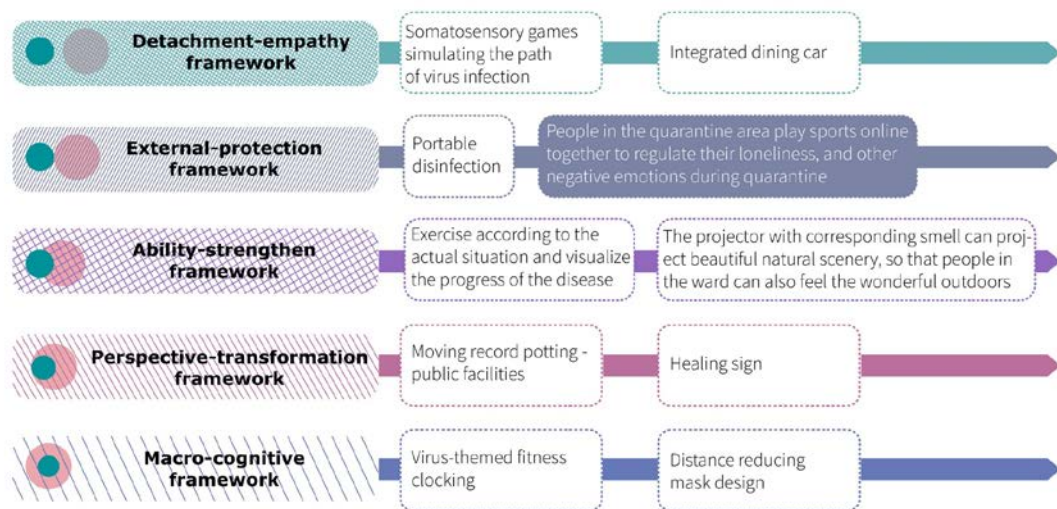 Detachment-empathy
framework
Somatosensory games
simulating the path
of virus infection
Integrated dining car
External-protection
framework
Portable
disinfection
People in the quarantine area play sports online
together to regulate their loneliness, and other
negative emotions during quarantine
Ability-strengthen
framework
Exercise according to the
actual situation and visualize
the progress of the disease
The projector with corresponding smell can proj-
ect beautiful natural scenery, so that people in
the ward can also feel the wonderful outdoors
Perspective-transformation
framework
Moving record potting -
public facilities
Healing sign
Macro-cognitive
framework
Virus-themed fitness
clocking
Distance reducing
mask design